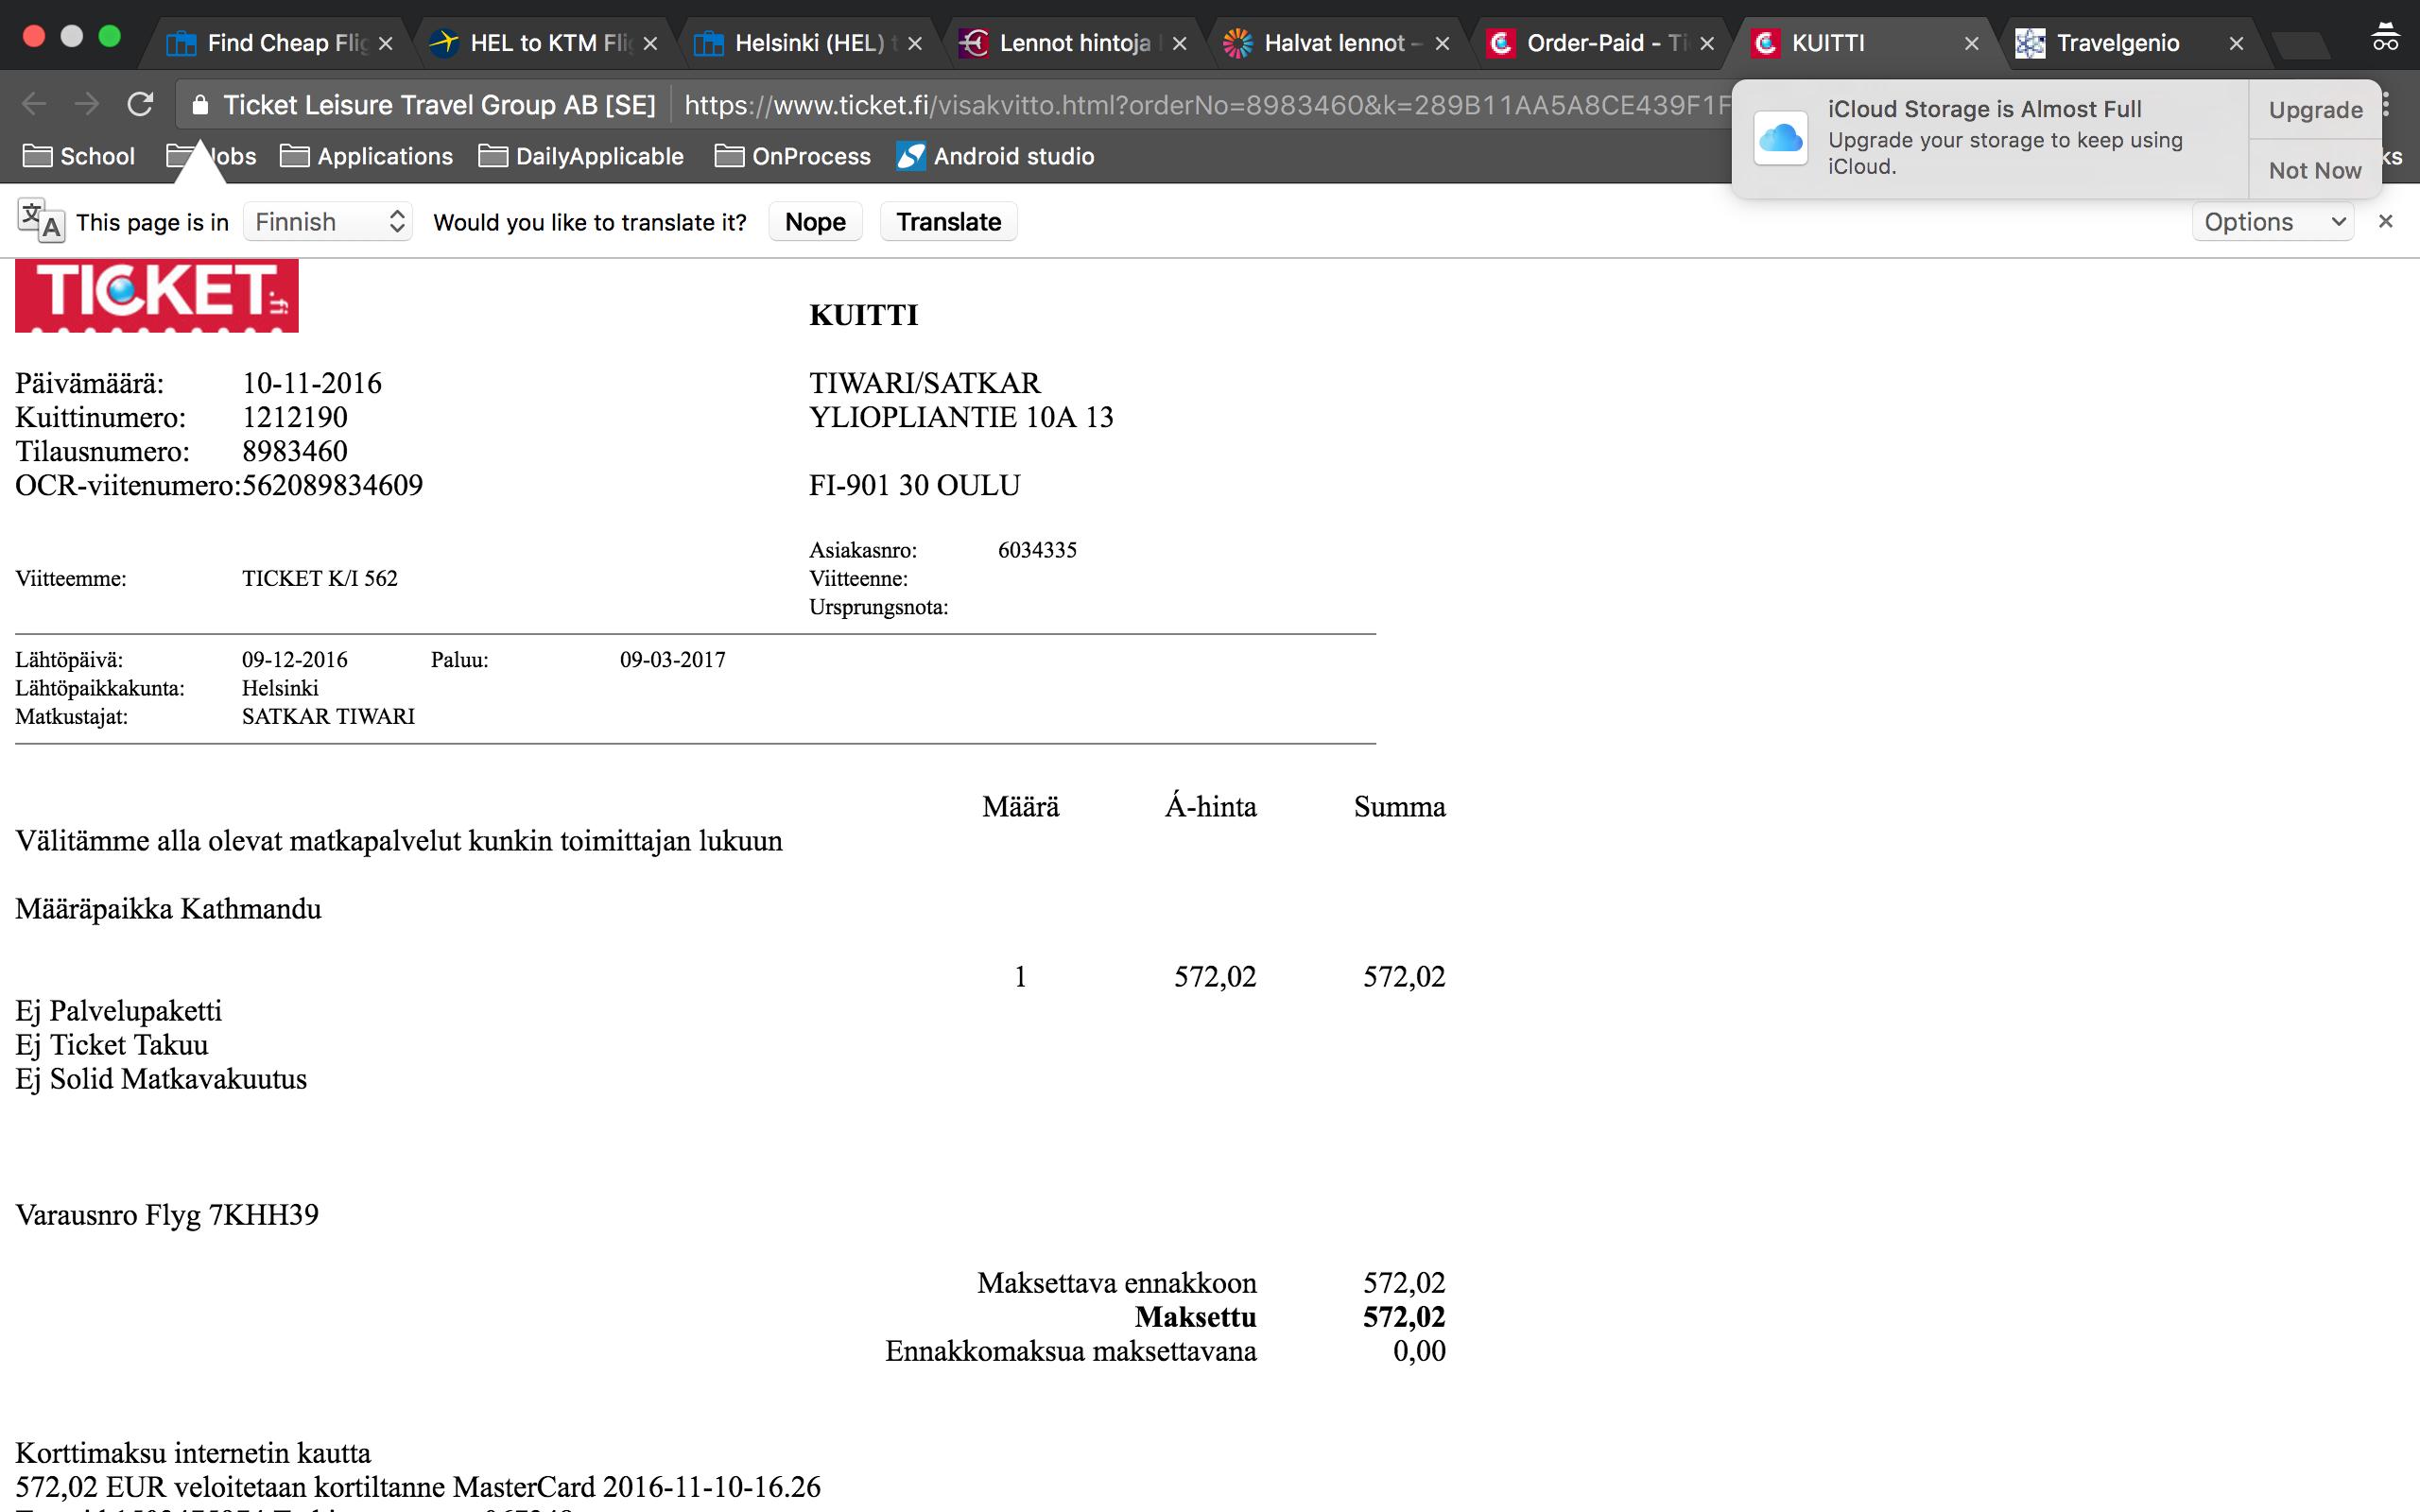 Find Cheap Flig
HEL to KTM Fli
Helsinki (HEL) t
Lennot hintoja
Halvat lennot –
Order-Paid - Ti
KUITTI
Travelgenio
Ticket Leisure Travel Group AB [SE]
https://www.ticket.fi/visakvitto.html?orderNo=8983460&k=289B11AA5A8CE439F1F
iCloud Storage is Almost Full
Upgrade your storage to keep using
iCloud.
Upgrade
Not Now
School
Jobs
Applications
DailyApplicable
OnProcess
Android studio
ks
This page is in Finnish Would you like to translate it? Nope Translate Options
TICKET.fi
KUITTI
Päivämäärä: 10-11-2016
Kuittinumero: 1212190
Tilausnumero: 8983460
OCR-viitenumero:562089834609
TIWARI/SATKAR
YLIOPLIANTIE 10A 13
FI-901 30 OULU
Asiakasnro: 6034335
Viitteemme: TICKET K/I 562
Viitteenne:
Ursprungsnota:
Lähtöpäivä: 09-12-2016 Paluu: 09-03-2017
Lähtöpaikkakunta: Helsinki
Matkustajat: SATKAR TIWARI
Määrä Á-hinta Summa
Välitämme alla olevat matkapalvelut kunkin toimittajan lukuun
Määräpaikka Kathmandu
1 572,02 572,02
Ej Palvelupaketti
Ej Ticket Takuu
Ej Solid Matkavakuutus
Varausnro Flyg 7KHH39
Maksettava ennakkoon 572,02
Maksettu 572,02
Ennakkomaksua maksettavana 0,00
Korttimaksu internetin kautta
572,02 EUR veloitetaan kortiltanne MasterCard 2016-11-10-16.26